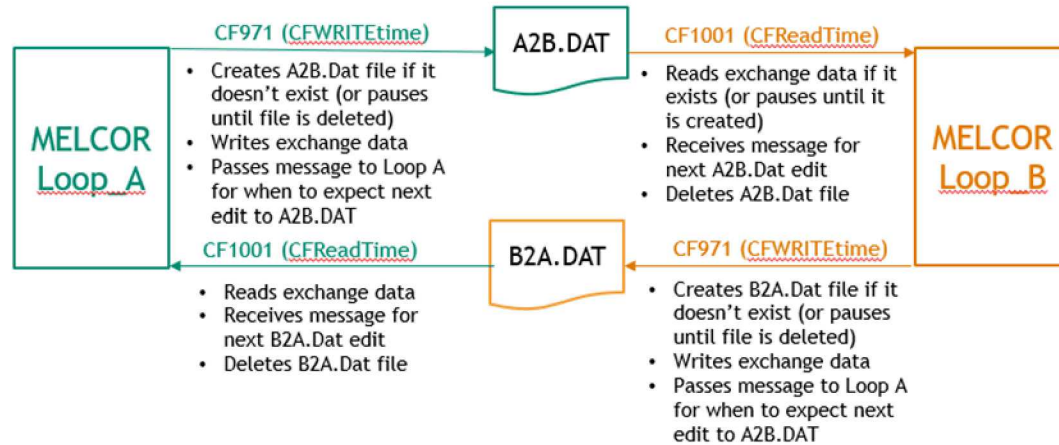 MELCOR
Loop_A
CF971 (CFWRITEtime)
• Creates A2B.Dat file if it
doesn't exist (or pauses
until file is deleted)
• Writes exchange data
• Passes message to Loop A
for when to expect next
edit to A2B.DAT
A2B.DAT
CF1001 (CFReadTime)
• Reads exchange data if it
exists (or pauses until it
is created)
• Receives message for
next A2B.Dat edit
• Deletes A2B.Dat file
MELCOR
Loop_B
CF1001 (CFReadTime)
• Reads exchange data
• Receives message for
next B2A.Dat edit
• Deletes B2A.Dat file
B2A.DAT
CF971 (CFWRITEtime)
• Creates B2A.Dat file if it
doesn't exist (or pauses
until file is deleted)
• Writes exchange data
• Passes message to Loop A
for when to expect next
edit to A2B.DAT